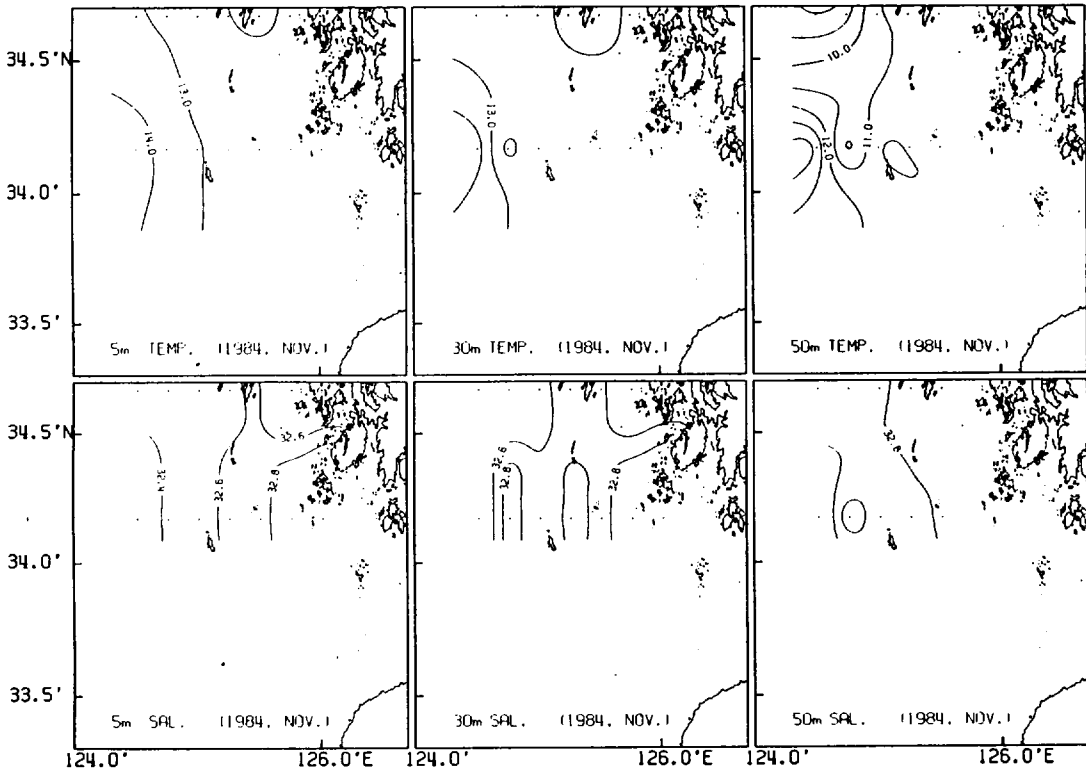 34.5'N
34.0'
33.5'
13.0
14.0
5m TEMP. (1984. NOV.)
13.0
30m TEMP. (1984. NOV.)
10.0
11.0
12.0
50m TEMP. (1984. NOV.)
34.5'N
34.0'
33.5'
32.6
32.4
32.6
32.8
5m SAL. (1984. NOV.)
32.6
32.8
32.8
30m SAL. (1984. NOV.)
32.6
50m SAL. (1984. NOV.)
124.0'
126.0'E
124.0'
126.0'E
124.0'
126.0'E